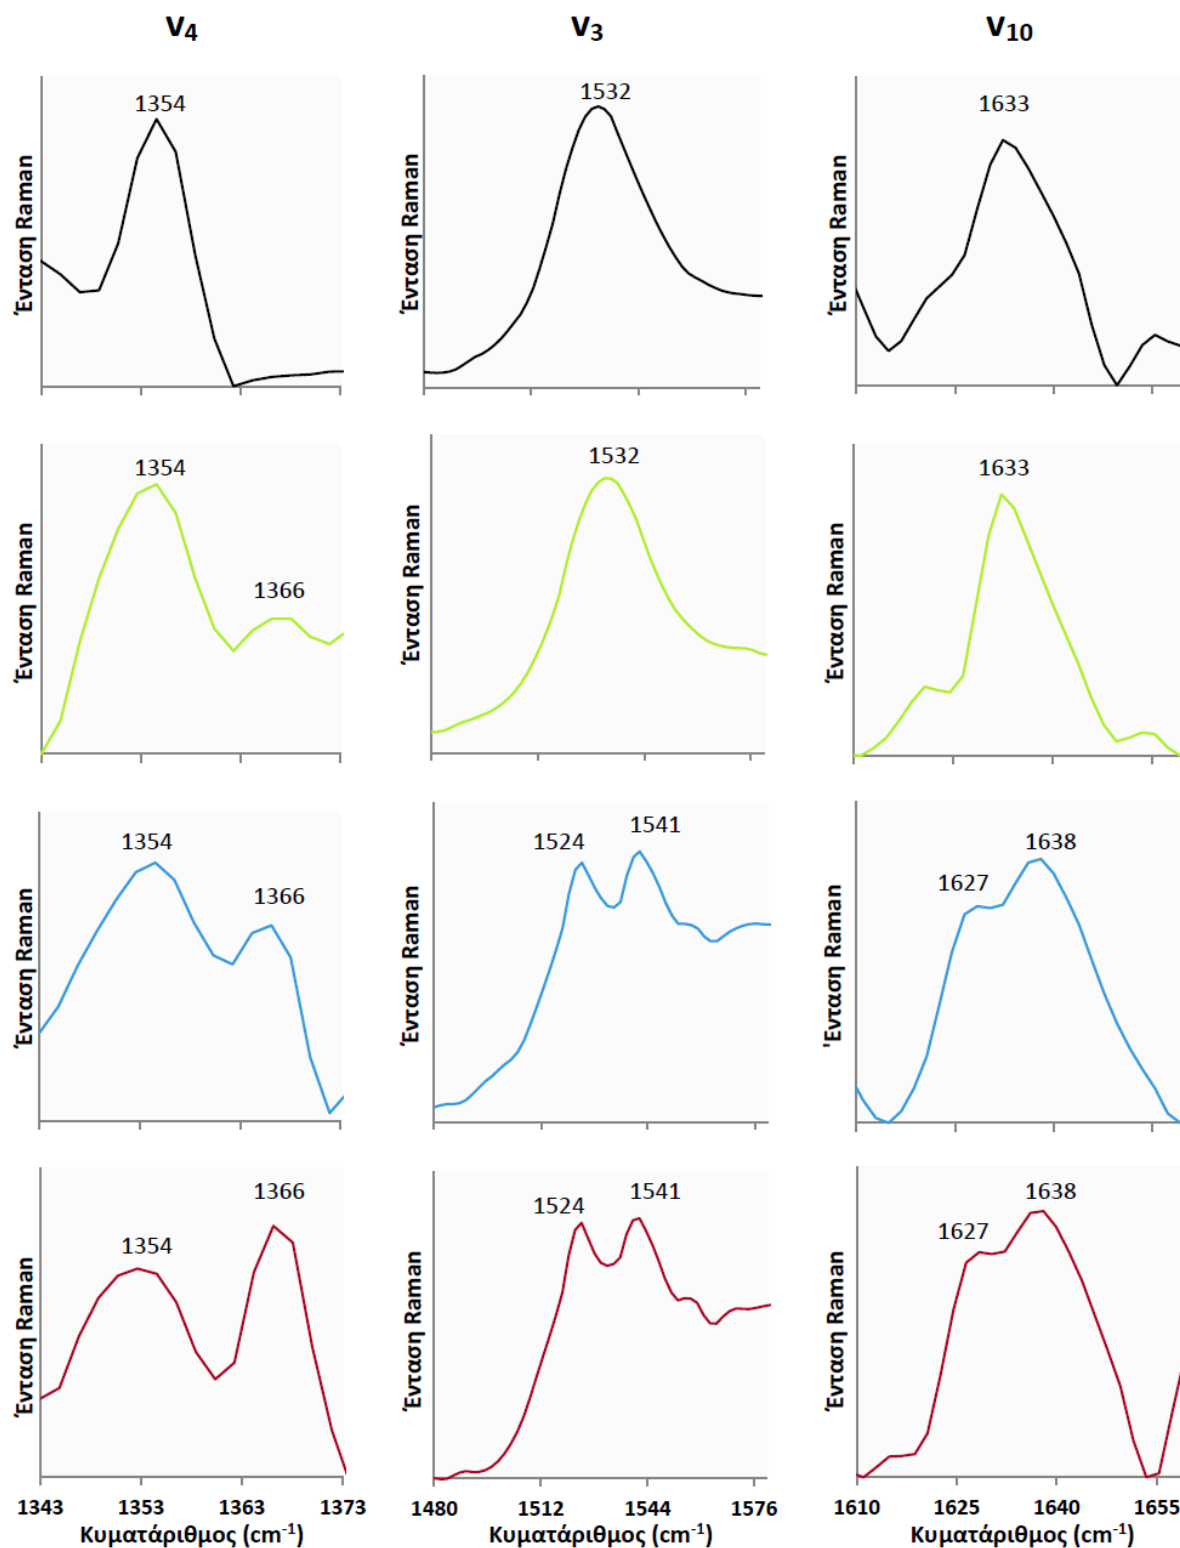 ν4 ν3 ν10
1354 1532 1633
Ένταση Raman Ένταση Raman Ένταση Raman
1354 1366 1532 1633
Ένταση Raman Ένταση Raman Ένταση Raman
1354 1366 1524 1541 1627 1638
Ένταση Raman Ένταση Raman 'Ενταση Raman
1354 1366 1524 1541 1627 1638
Ένταση Raman Ένταση Raman Ένταση Raman
1343 1353 1363 1373 1480 1512 1544 1576 1610 1625 1640 1655
Κυματάριθμος (cm-1) Κυματάριθμος (cm-1) Κυματάριθμος (cm-1)